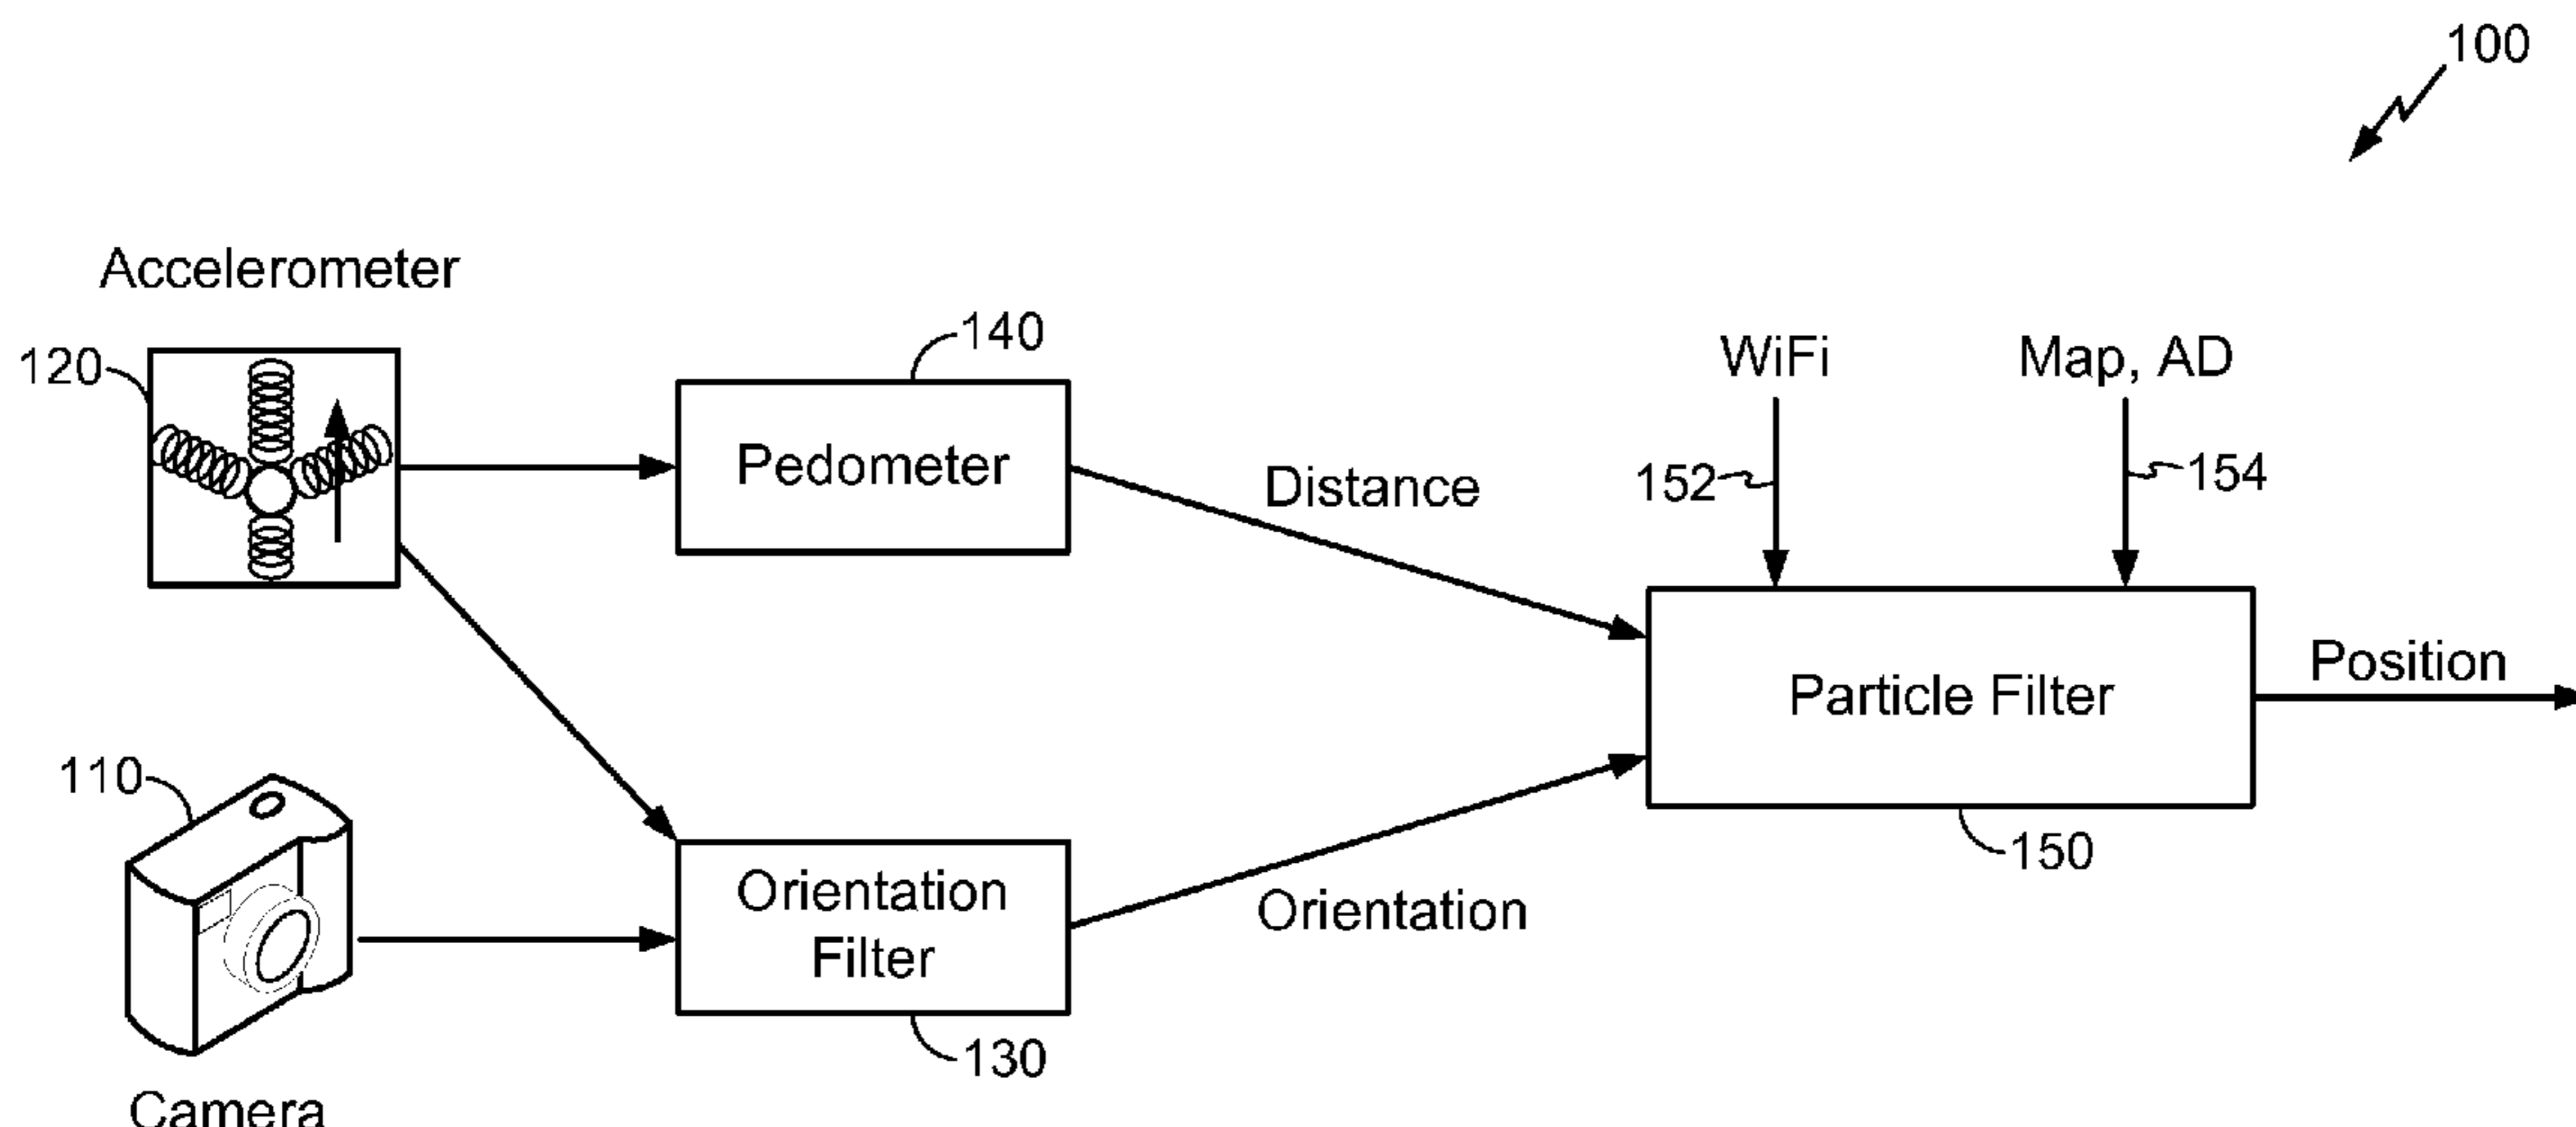 100
Accelerometer
120
140
Pedometer
Distance
WiFi
Map, AD
152
154
Particle Filter
Position
150
110
Orientation
Filter
Orientation
130
Camera